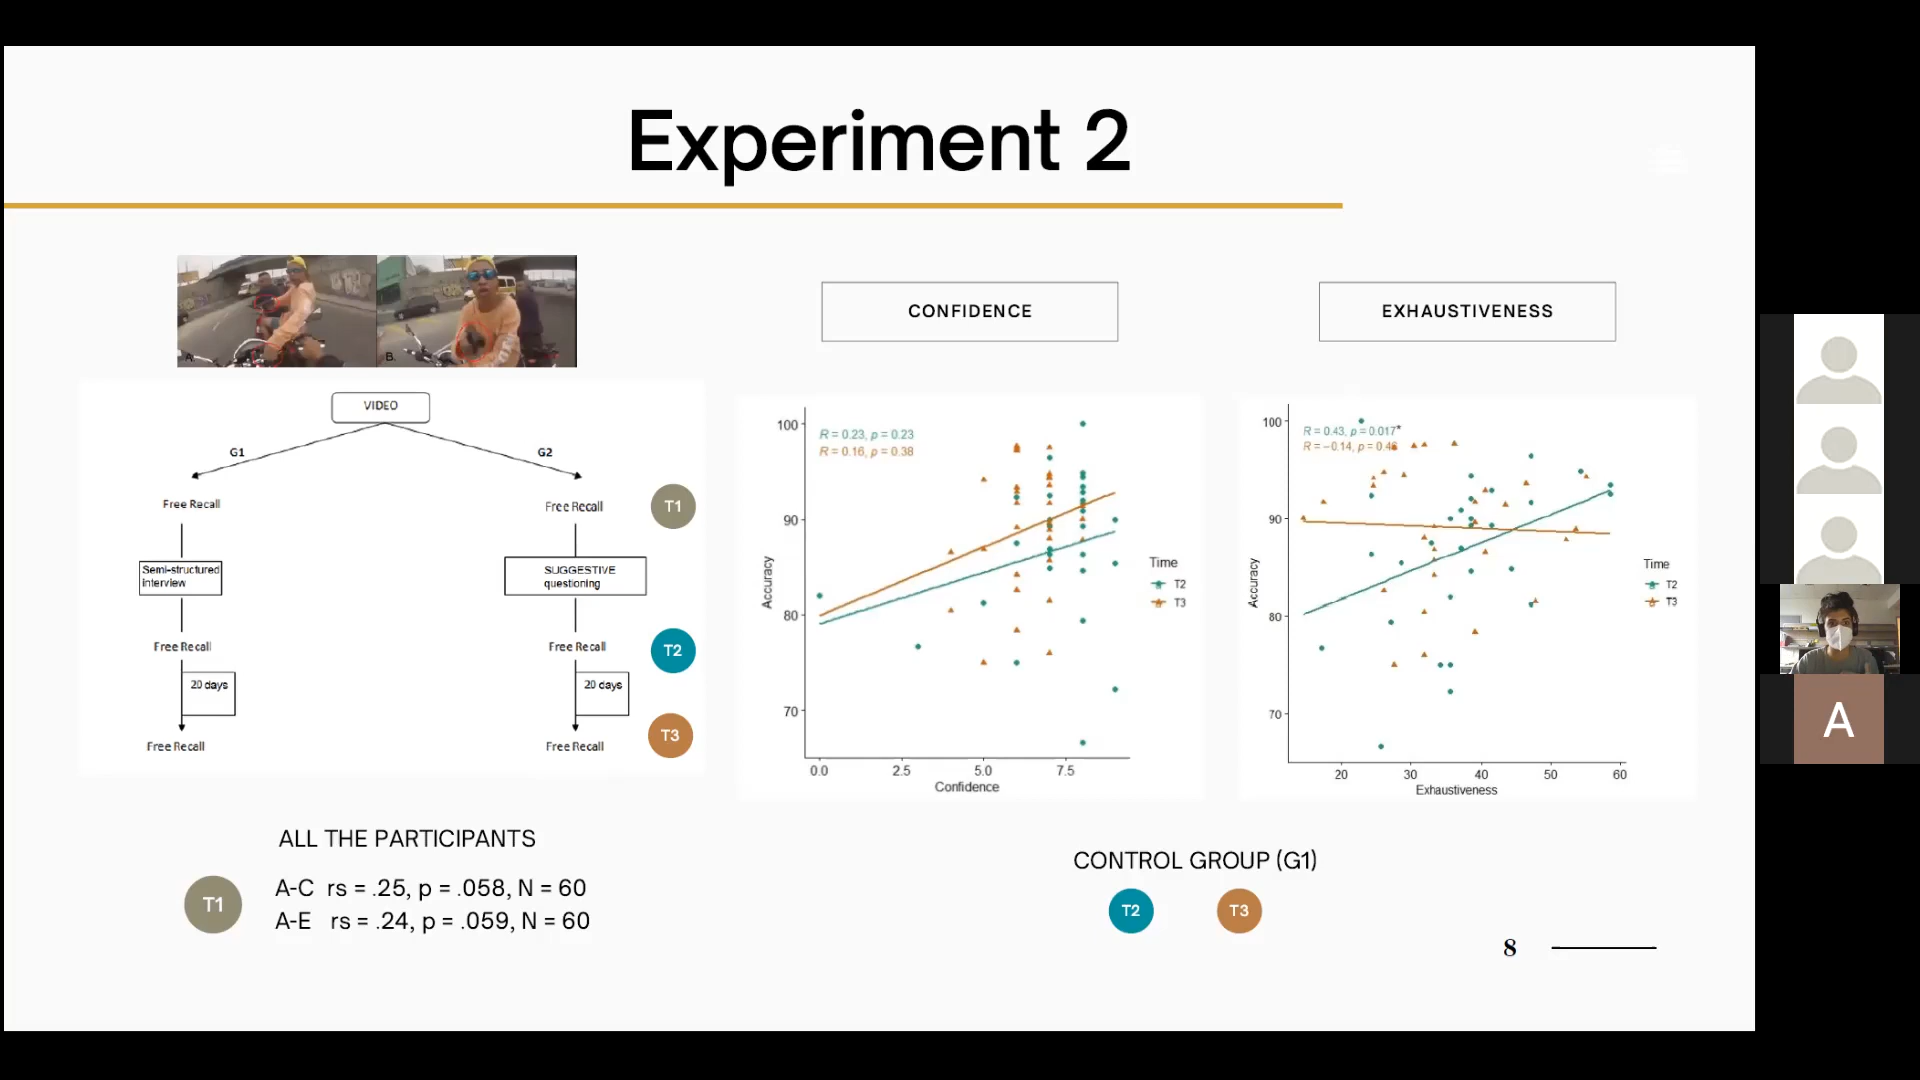 Experiment 2
A.
B.
VIDEO
G1
G2
Free Recall
Free Recall
T1
Semi-structured
interview
SUGGESTIVE
questioning
Free Recall
Free Recall
T2
20 days
20 days
Free Recall
Free Recall
T3
ALL THE PARTICIPANTS
T1
A-C rs = .25, p = .058, N = 60
A-E rs = .24, p = .059, N = 60
CONFIDENCE
R = 0.23, p = 0.23
R = 0.16, p = 0.38
100
90
80
70
Accuracy
0.0 2.5 5.0 7.5
Confidence
Time
T2
T3
EXHAUSTIVENESS
R = 0.43, p = 0.017*
R = −0.14, p =
100
90
80
70
Accuracy
20 30 40 50 60
Exhaustiveness
Time
T2
T3
CONTROL GROUP (G1)
T2 T3
8
A